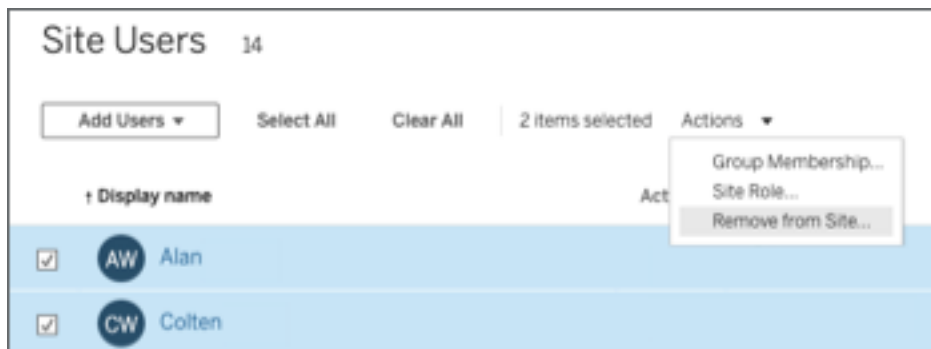 Site Users 14
Add Users Select All Clear All 2 items selected Actions
Group Membership...
Site Role...
Remove from Site...
↑ Display name Act
AW Alan
CW Colten